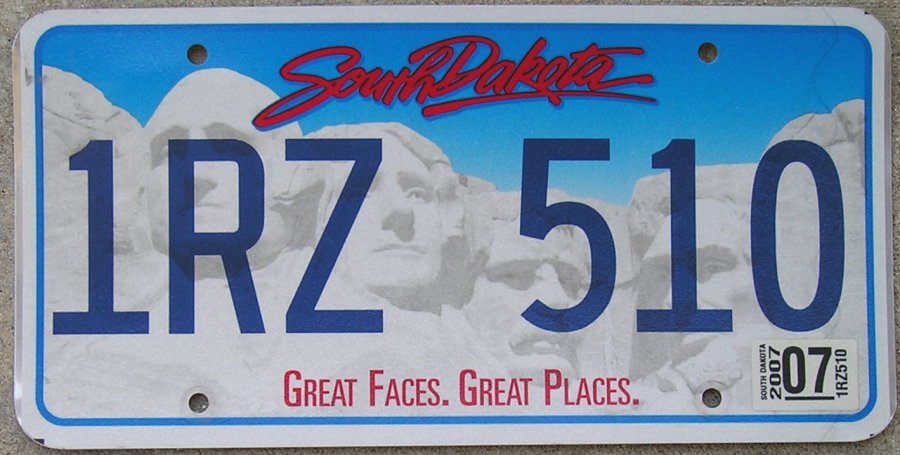 South Dakota
1RZ 510
GREAT FACES. GREAT PLACES.
SOUTH DAKOTA
2007
07
1RZ510